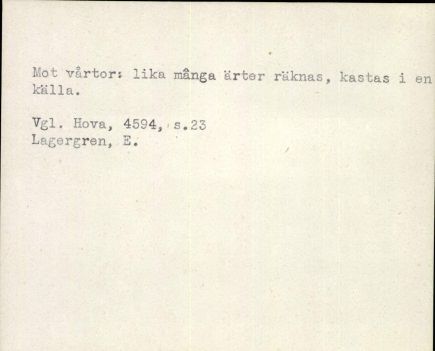 Mot vårtor: lika många ärter räknas, kastas i en
källa.
Vgl. Hova, 4594, s.23
Lagergren, E.